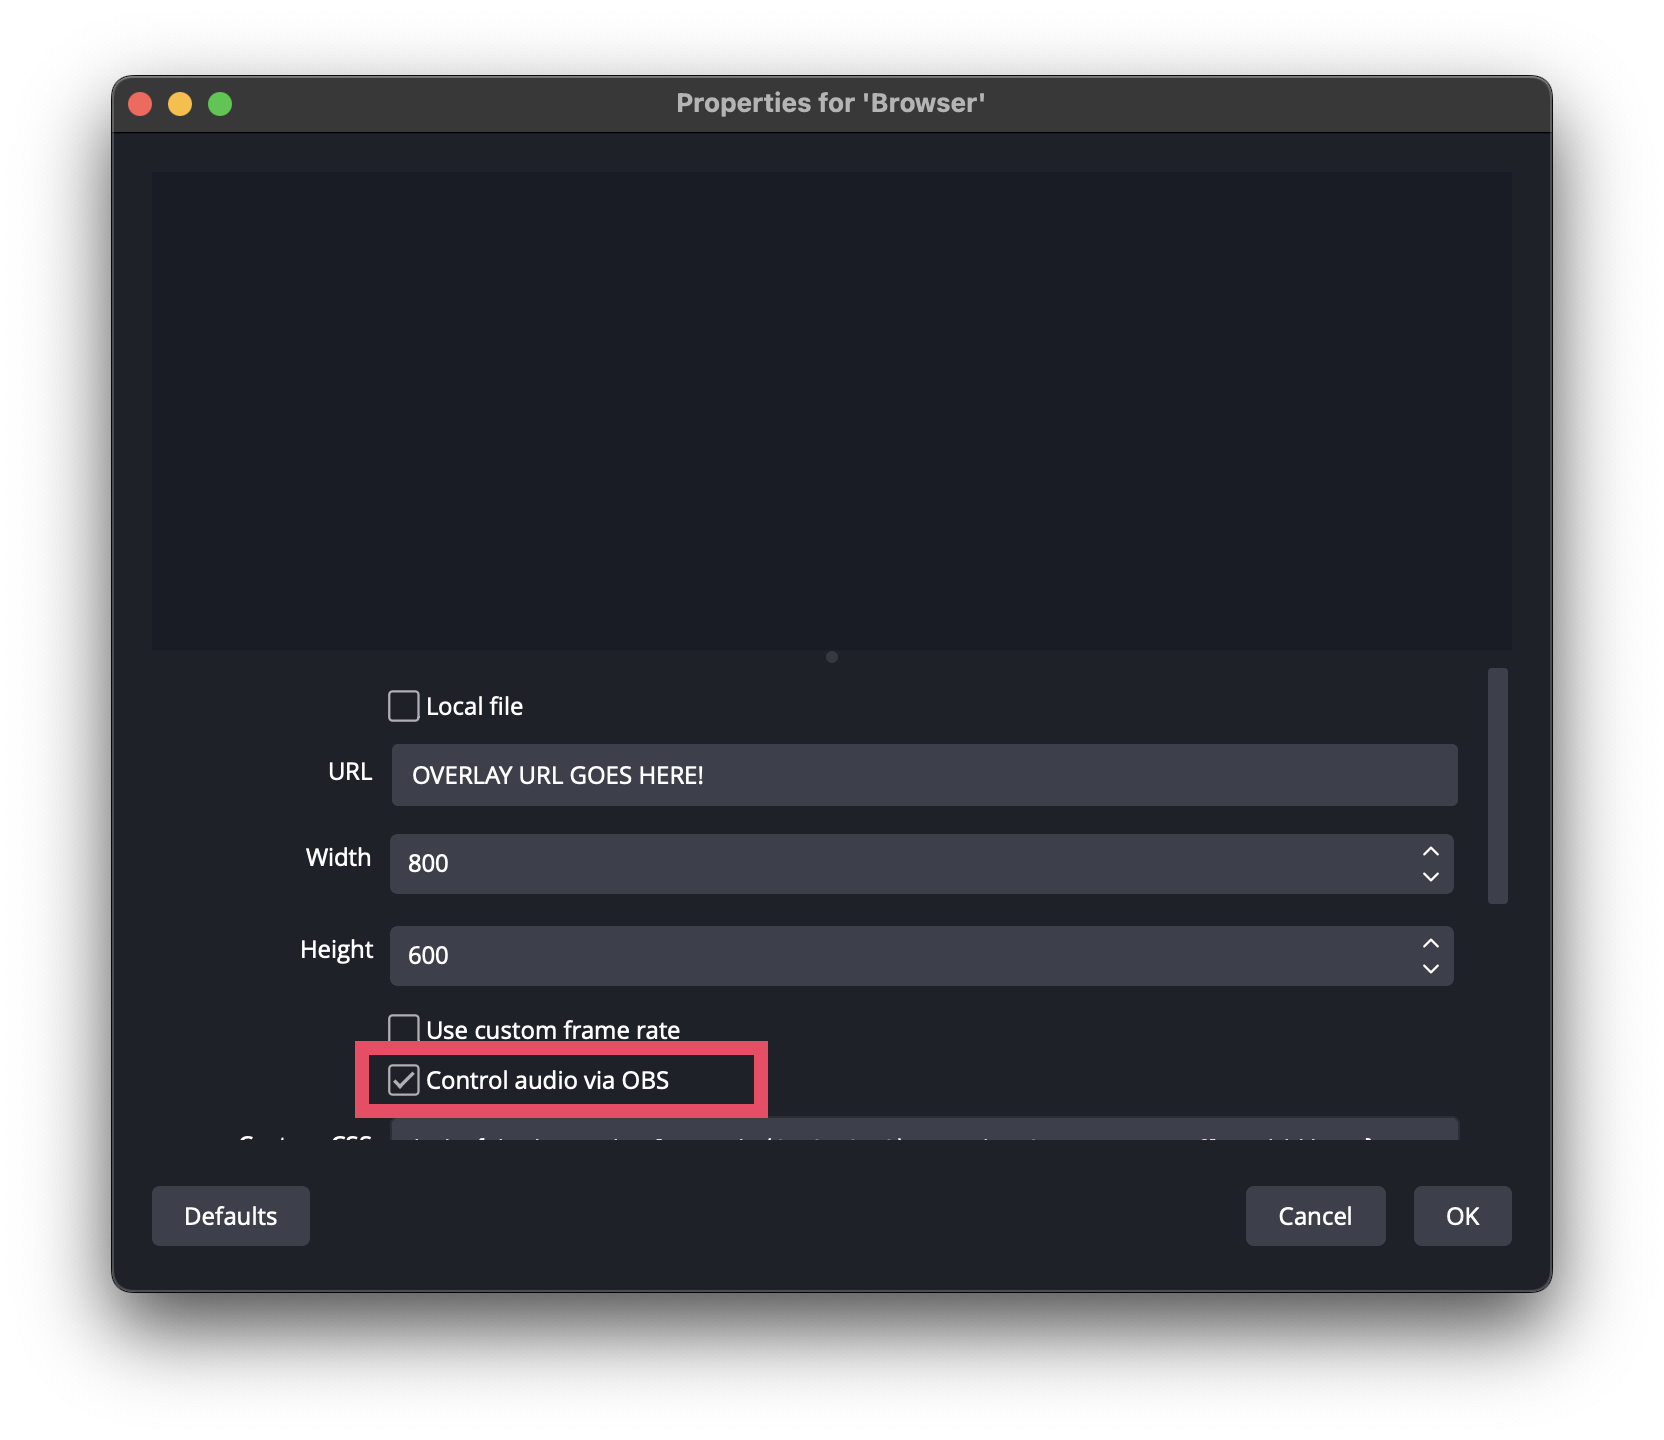 Properties for 'Browser'
Local file
URL
OVERLAY URL GOES HERE!
Width
800
Height
600
Use custom frame rate
Control audio via OBS
Defaults
Cancel
OK